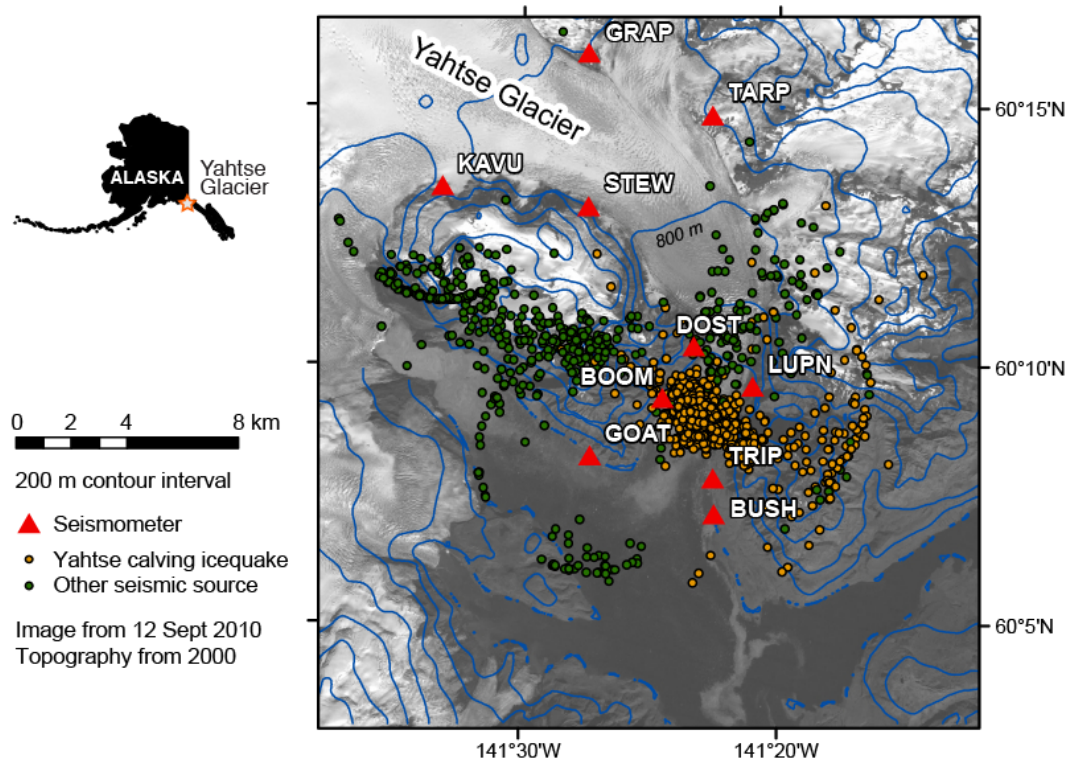 ALASKA
Yahtse
Glacier
0 4 8 km
200 m contour interval
Seismometer
Yahtse calving icequake
Other seismic source
Image from 12 Sept 2010
Topography from 2000
GRAP
Yahtse Glacier
TARP
KAVU
STEW
800 m
DOST
BOOM
LUPN
GOAT
TRIP
BUSH
60°15'N
60°10'N
60°5'N
141°30'W
141°20'W